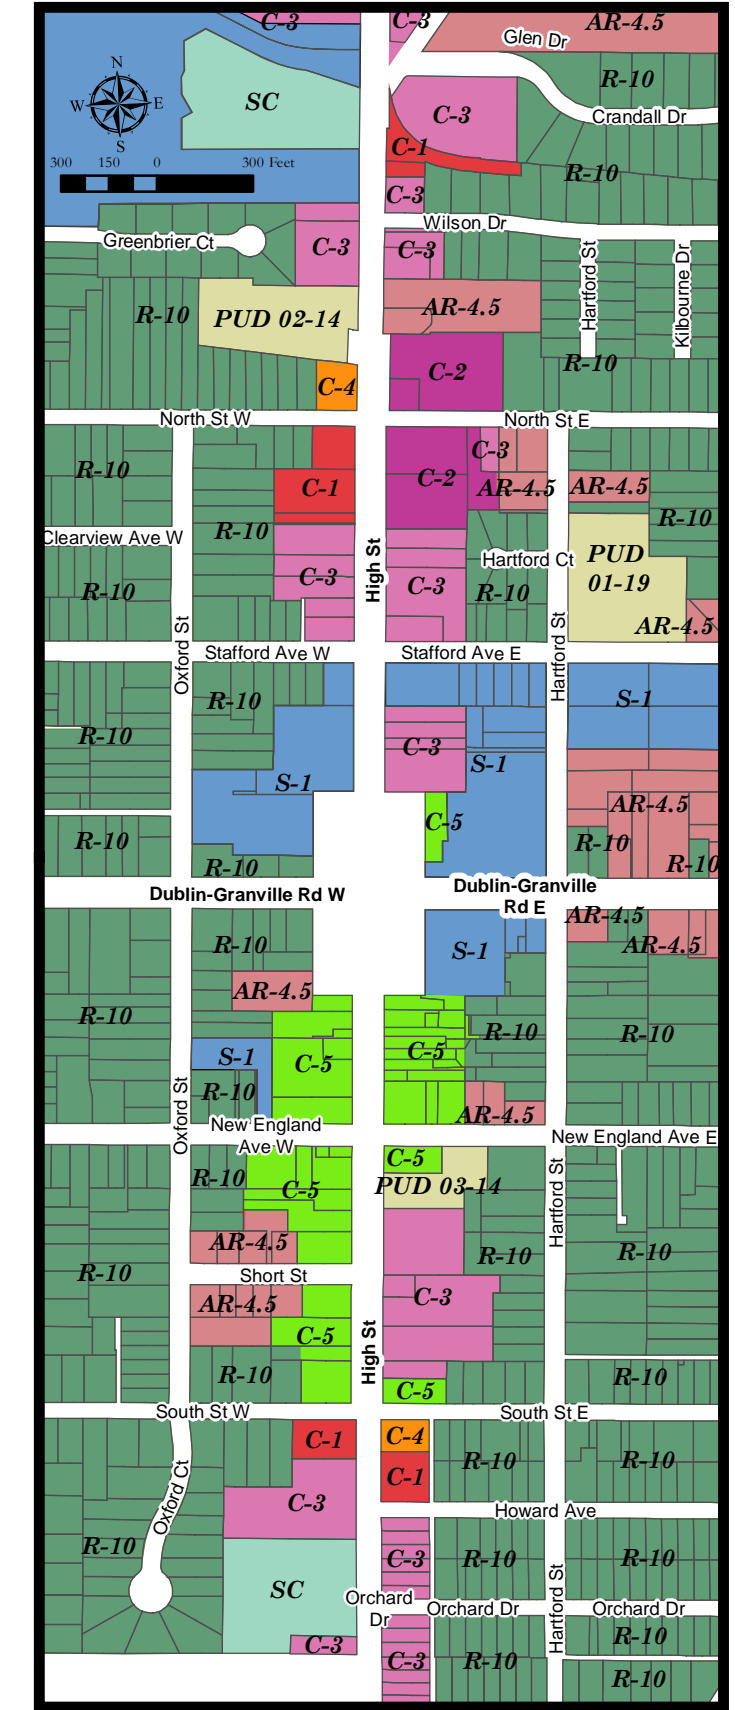 C-3
C-3
AR-4.5
Glen Dr
R-10
N
W
E
S
SC
C-3
Crandall Dr
C-1
300 150 0 300 Feet
R-10
C-3
Wilson Dr
Greenbrier Ct
C-3
C-3
Hartford St
Kilbourne Dr
R-10
PUD 02-14
AR-4.5
C-4
C-2
R-10
North St W
North St E
R-10
C-1
C-2
C-3
AR-4.5
AR-4.5
R-10
Clearview Ave W
R-10
R-10
C-3
High St
C-3
Hartford Ct
R-10
PUD
01-19
AR-4.5
Oxford St
Stafford Ave W
Stafford Ave E
Hartford St
R-10
R-10
S-1
C-3
S-1
S-1
AR-4.5
R-10
R-10
C-5
R-10
R-10
Dublin-Granville Rd W
Dublin-Granville
Rd E
R-10
S-1
AR-4.5
AR-4.5
AR-4.5
R-10
C-5
R-10
R-10
S-1
C-5
R-10
Oxford St
AR-4.5
New England
Ave W
New England Ave E
R-10
C-5
C-5
PUD 03-14
Hartford St
AR-4.5
R-10
R-10
R-10
Short St
AR-4.5
C-5
C-3
High St
R-10
C-5
R-10
South St W
South St E
C-1
C-4
R-10
R-10
C-3
C-1
Oxford Ct
Howard Ave
R-10
C-3
R-10
R-10
SC
Orchard
Dr
Orchard Dr
Hartford St
Orchard Dr
C-3
C-3
R-10
R-10
R-10